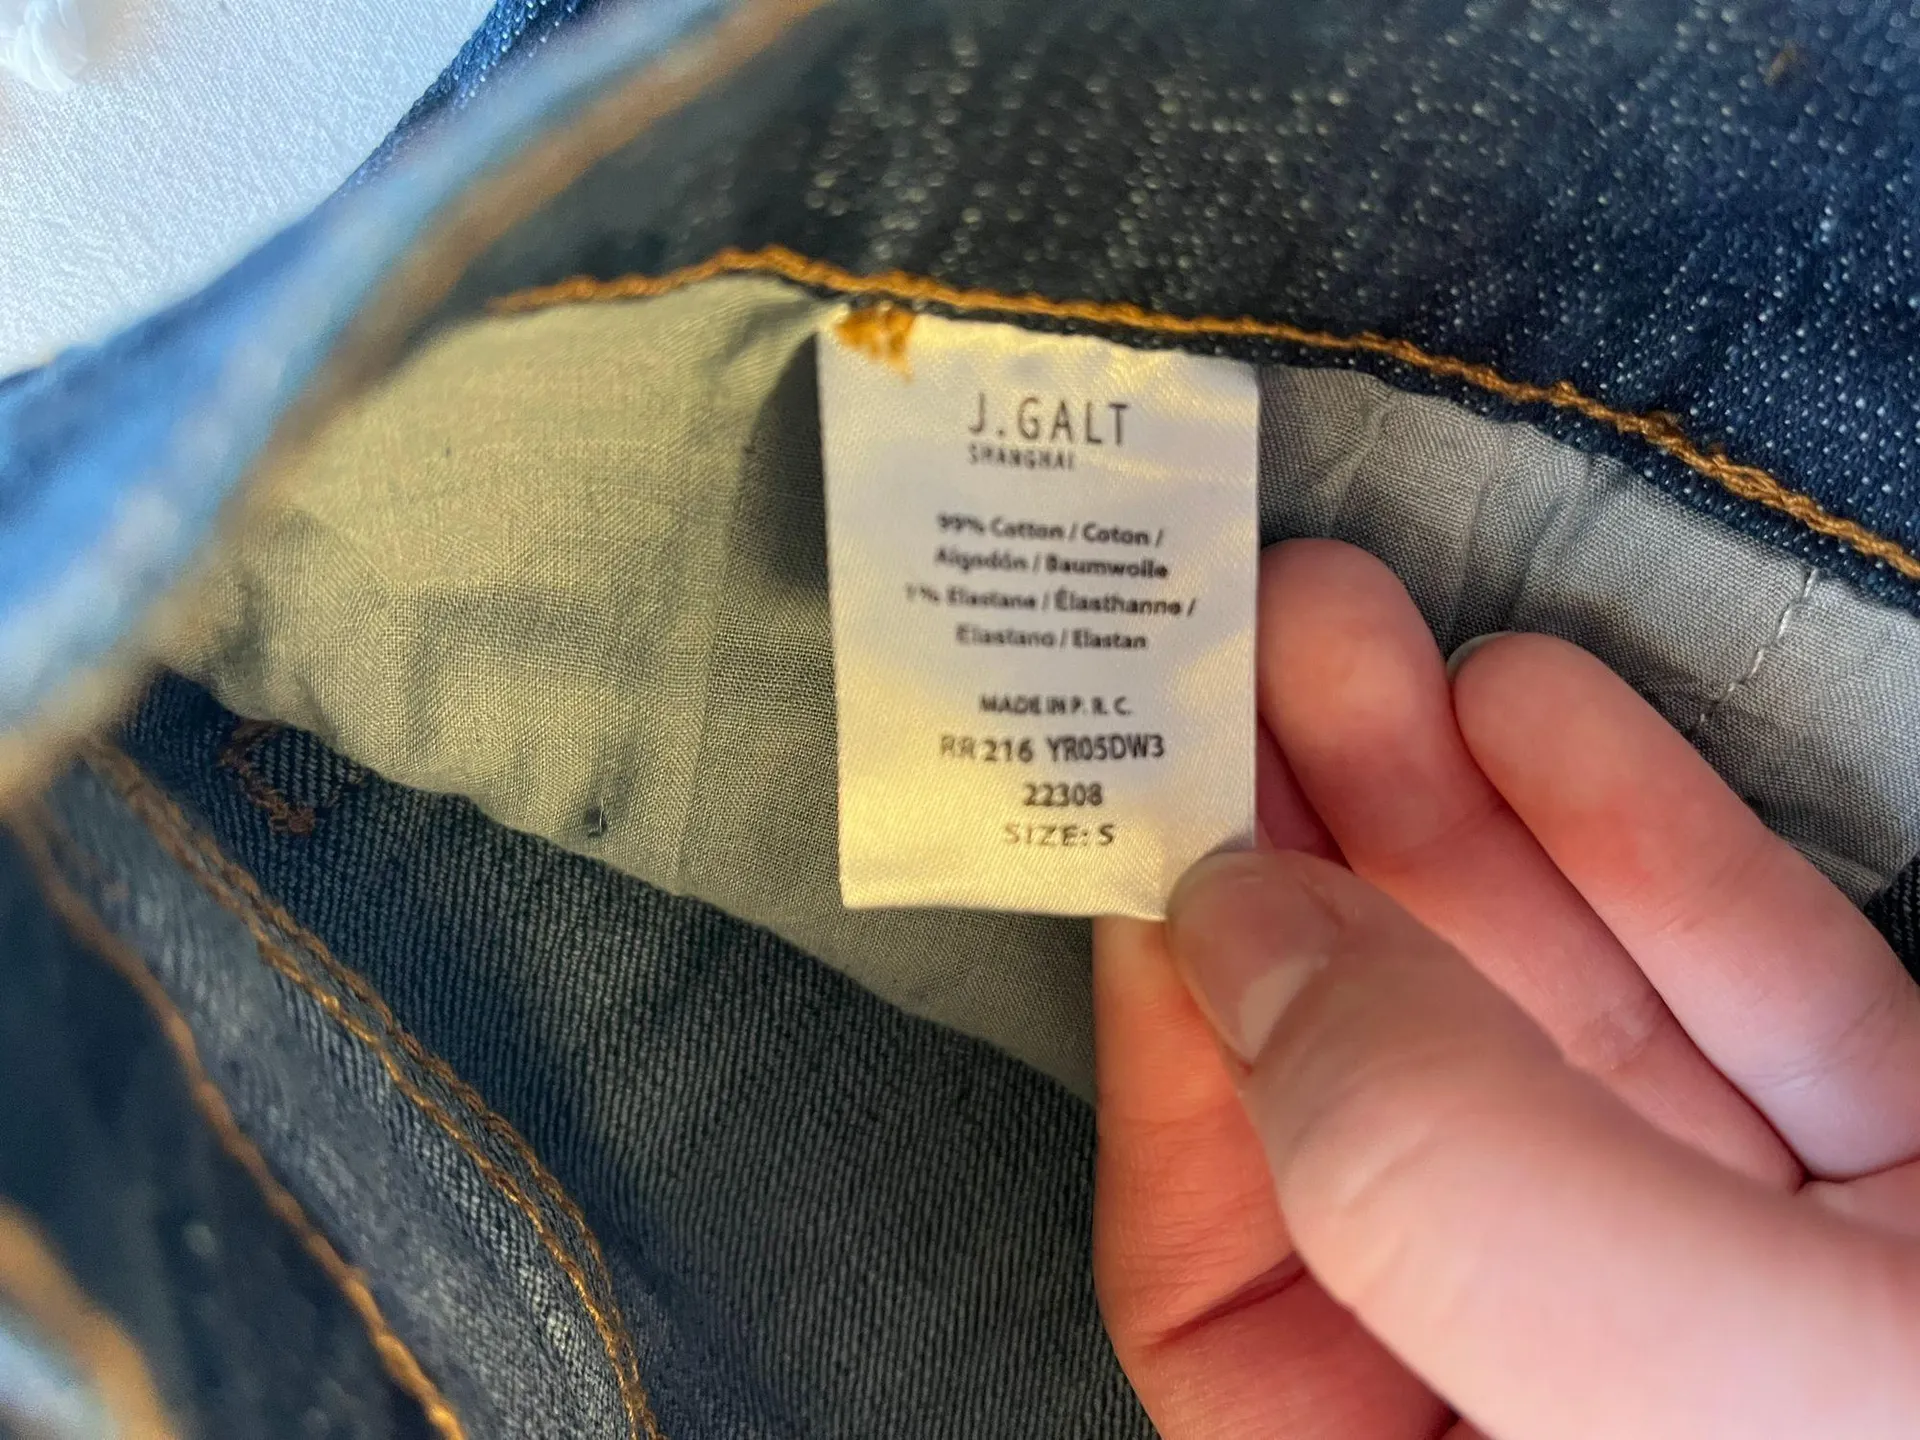 J.GALT
SHANGHAI
99% Cotton / Coton /
Algodón / Baumwolle
1% Elastane / Élasthanne /
Elastano / Elastan
MADE IN P. R. C.
RR216 YR05DW3
22308
SIZE: S